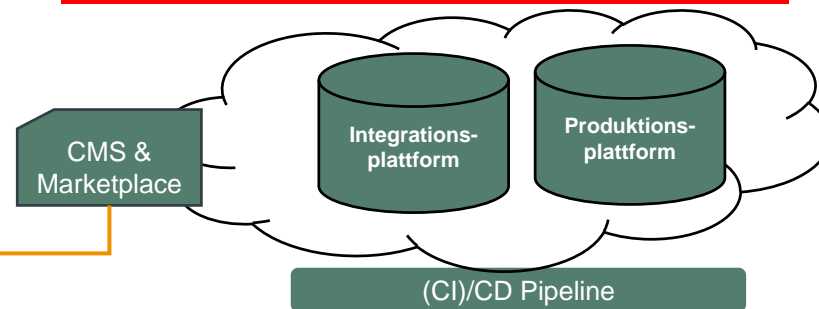 CMS &
Marketplace
Integrations-
plattform
Produktions-
plattform
(CI)/CD Pipeline